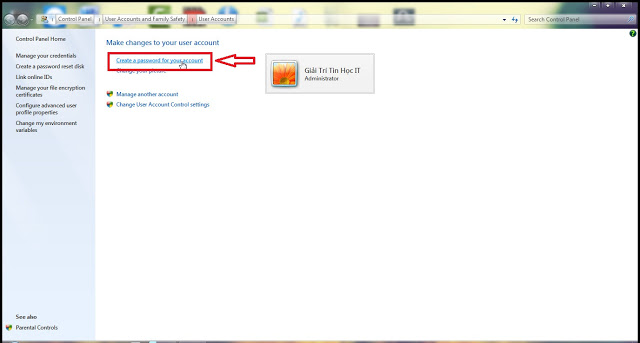 Control Panel
User Accounts and Family Safety
User Accounts
Search Control Panel
Control Panel Home
Manage your credentials
Create a password reset disk
Link online IDs
Manage your file encryption
certificates
Configure advanced user
profile properties
Change my environment
variables
Make changes to your user account
Create a password for your account
Change your picture
Manage another account
Change User Account Control settings
Giải Trí Tin Học IT
Administrator
See also
Parental Controls